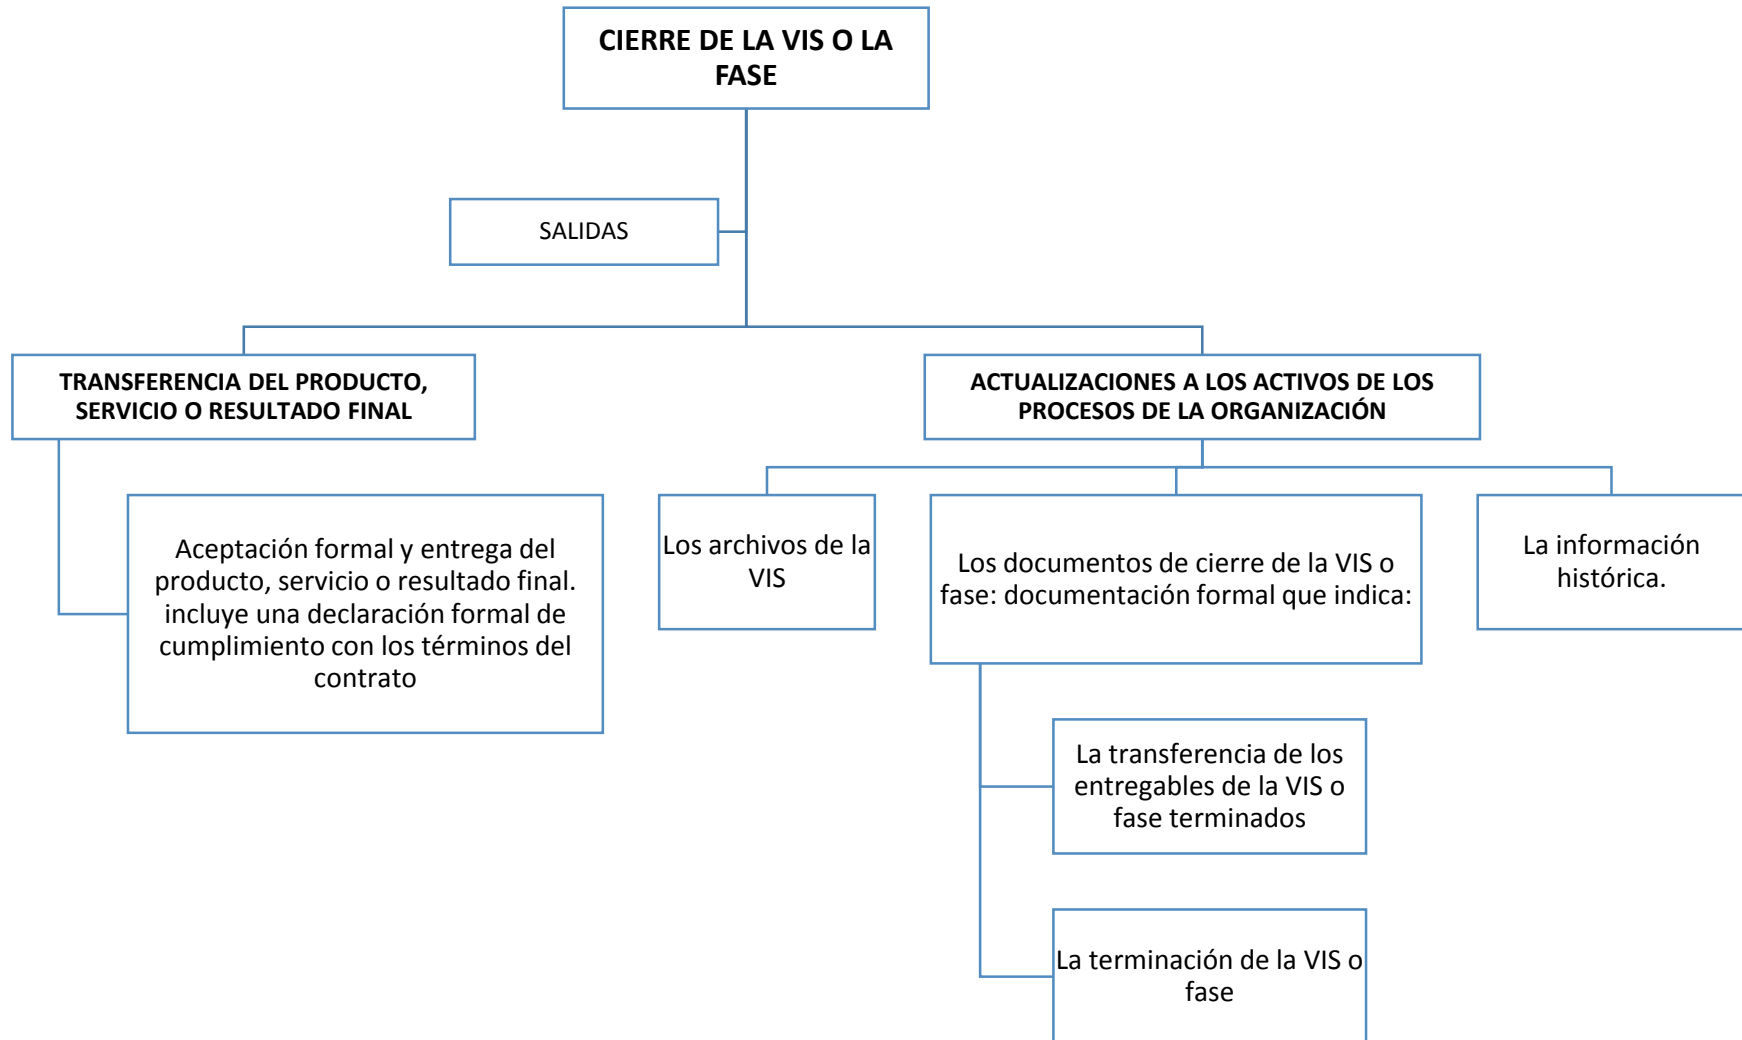 CIERRE DE LA VIS O LA
FASE
SALIDAS
TRANSFERENCIA DEL PRODUCTO,
SERVICIO O RESULTADO FINAL
ACTUALIZACIONES A LOS ACTIVOS DE LOS
PROCESOS DE LA ORGANIZACIÓN
Aceptación formal y entrega del
producto, servicio o resultado final.
incluye una declaración formal de
cumplimiento con los términos del
contrato
Los archivos de la
VIS
Los documentos de cierre de la VIS o
fase: documentación formal que indica:
La información
histórica.
La transferencia de los
entregables de la VIS o
fase terminados
La terminación de la VIS o
fase